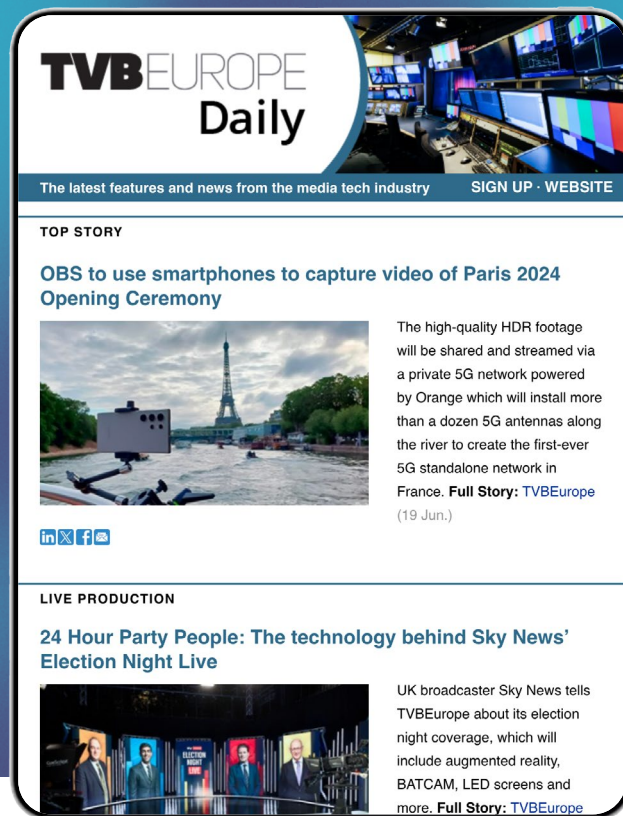 TVBEUROPE
Daily
The latest features and news from the media tech industry SIGN UP · WEBSITE
TOP STORY
OBS to use smartphones to capture video of Paris 2024
Opening Ceremony
The high-quality HDR footage
will be shared and streamed via
a private 5G network powered
by Orange which will install more
than a dozen 5G antennas along
the river to create the first-ever
5G standalone network in
France. Full Story: TVBEurope
(19 Jun.)
in X f
LIVE PRODUCTION
24 Hour Party People: The technology behind Sky News’
Election Night Live
UK broadcaster Sky News tells
TVBEurope about its election
night coverage, which will
include augmented reality,
BATCAM, LED screens and
more. Full Story: TVBEurope
ELECTION
NIGHT
LIVE